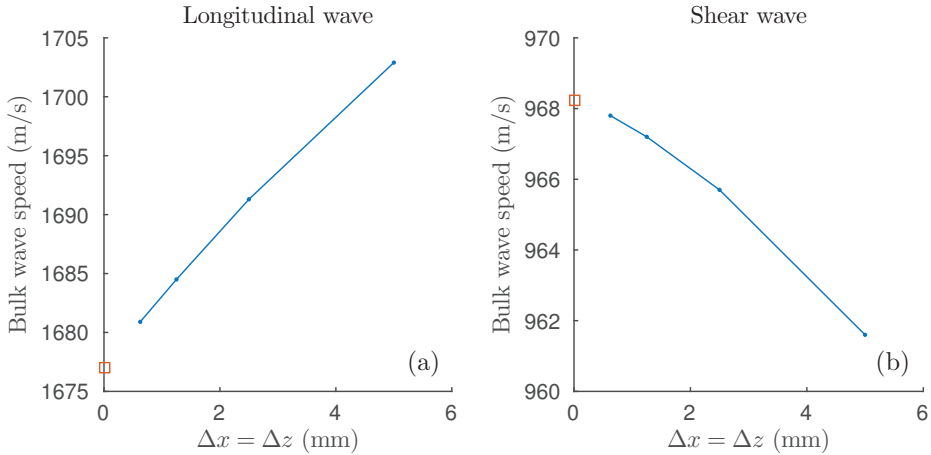 Longitudinal wave
Bulk wave speed (m/s)
1705
1700
1695
1690
1685
1680
1675
0 2 4 6
Δx = Δz (mm)
(a)
Shear wave
Bulk wave speed (m/s)
970
968
966
964
962
960
0 2 4 6
Δx = Δz (mm)
(b)